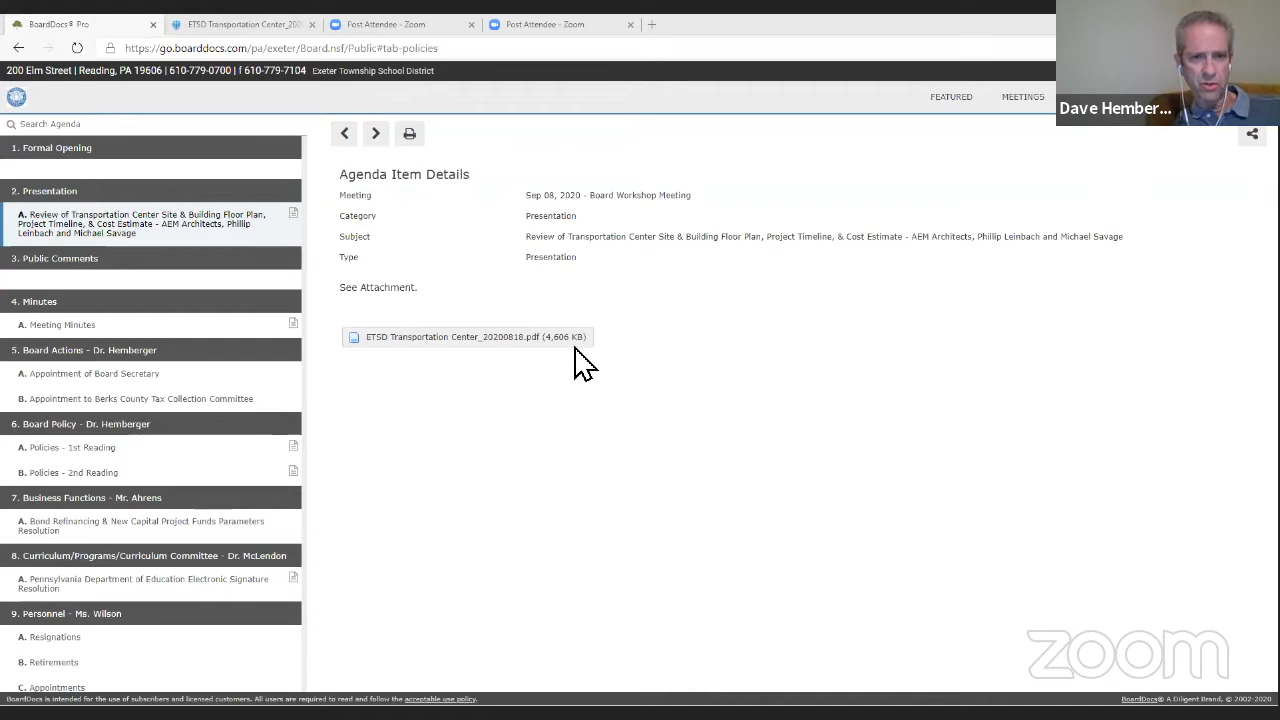 BoardDocs® Pro
ETSD Transportation Center_202
Post Attendee - Zoom
Post Attendee - Zoom
https://go.boarddocs.com/pa/exeter/Board.nsf/Public#tab-policies
200 Elm Street | Reading, PA 19606 | 610-779-0700 | f 610-779-7104 Exeter Township School District
FEATURED
MEETINGS
Dave Hember...
Search Agenda
1. Formal Opening
2. Presentation
A. Review of Transportation Center Site & Building Floor Plan,
Project Timeline, & Cost Estimate - AEM Architects, Phillip
Leinbach and Michael Savage
3. Public Comments
4. Minutes
A. Meeting Minutes
5. Board Actions - Dr. Hemberger
A. Appointment of Board Secretary
B. Appointment to Berks County Tax Collection Committee
6. Board Policy - Dr. Hemberger
A. Policies - 1st Reading
B. Policies - 2nd Reading
7. Business Functions - Mr. Ahrens
A. Bond Refinancing & New Capital Project Funds Parameters
Resolution
8. Curriculum/Programs/Curriculum Committee - Dr. McLendon
A. Pennsylvania Department of Education Electronic Signature
Resolution
9. Personnel - Ms. Wilson
A. Resignations
B. Retirements
C. Appointments
Agenda Item Details
Meeting Sep 08, 2020 - Board Workshop Meeting
Category Presentation
Subject Review of Transportation Center Site & Building Floor Plan, Project Timeline, & Cost Estimate - AEM Architects, Phillip Leinbach and Michael Savage
Type Presentation
See Attachment.
ETSD Transportation Center_20200818.pdf (4,606 KB)
zoom
BoardDocs is intended for the use of subscribers and licensed customers. All users are required to read and follow the acceptable use policy.
BoardDocs® A Diligent Brand, © 2002-2020